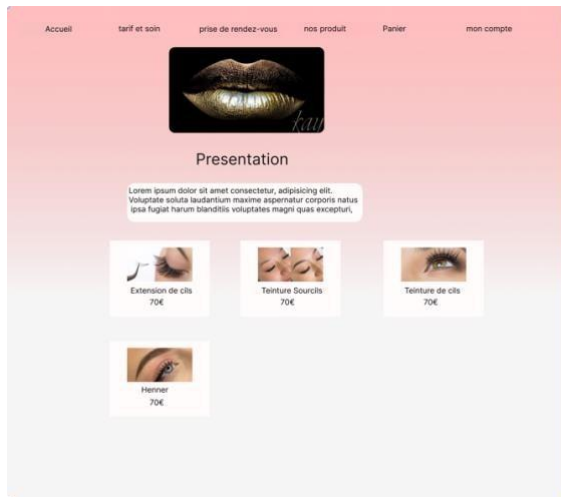 Accueil tarif et soin prise de rendez-vous nos produit Panier mon compte
kay
Presentation
Lorem ipsum dolor sit amet consectetur, adipisicing elit.
Voluptate soluta laudantium maxime aspernatur corporis natus
ipsa fugiat harum blanditiis voluptates magni quas excepturi,
Extension de cils
70€
Teinture Sourcils
70€
Teinture de cils
70€
Henner
70€